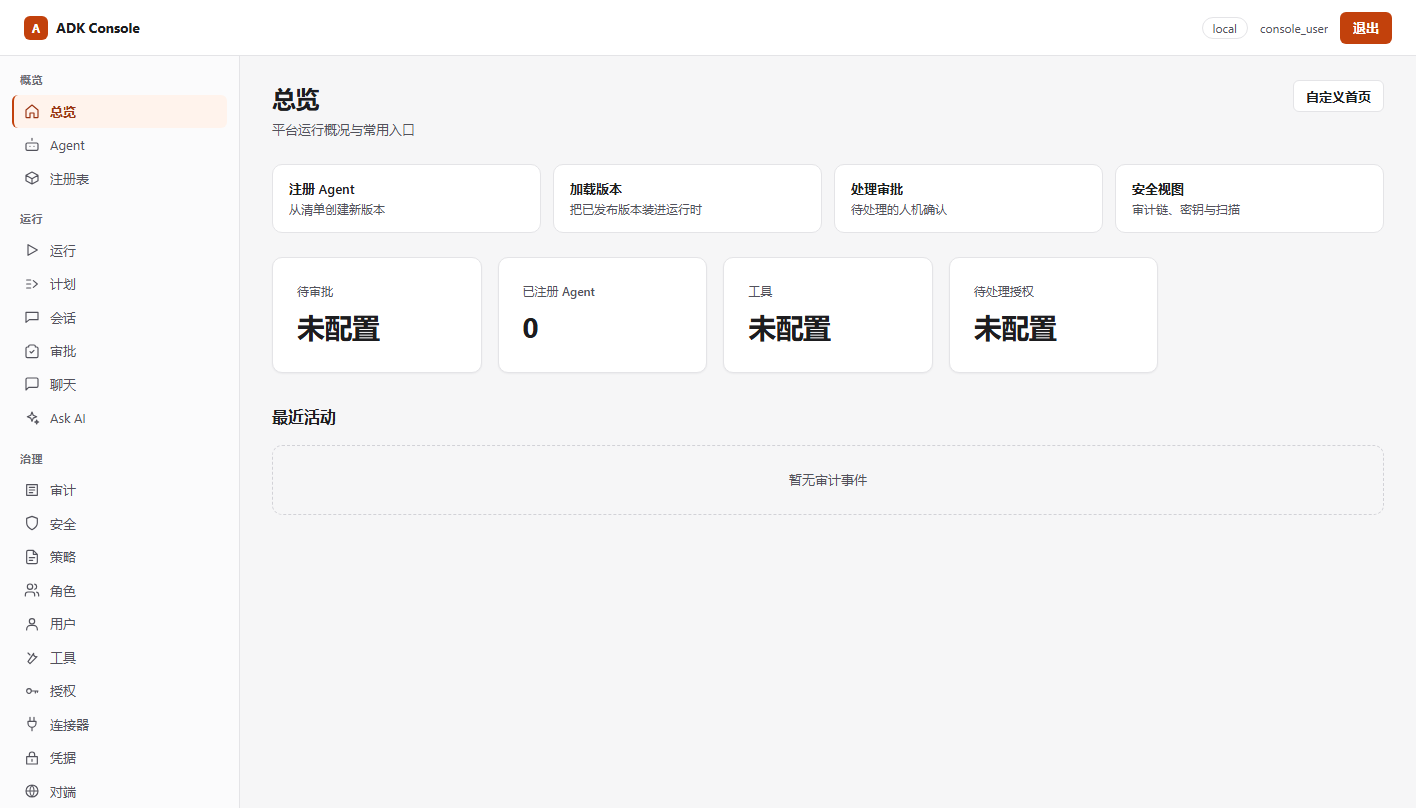 A ADK Console
local console_user 退出
概览
总览
Agent
注册表
运行
运行
计划
会话
审批
聊天
Ask AI
治理
审计
安全
策略
角色
用户
工具
授权
连接器
凭据
对端
总览
自定义首页
平台运行概况与常用入口
注册 Agent
从清单创建新版本
加载版本
把已发布版本装进运行时
处理审批
待处理的人机确认
安全视图
审计链、密钥与扫描
待审批
未配置
已注册 Agent
0
工具
未配置
待处理授权
未配置
最近活动
暂无审计事件